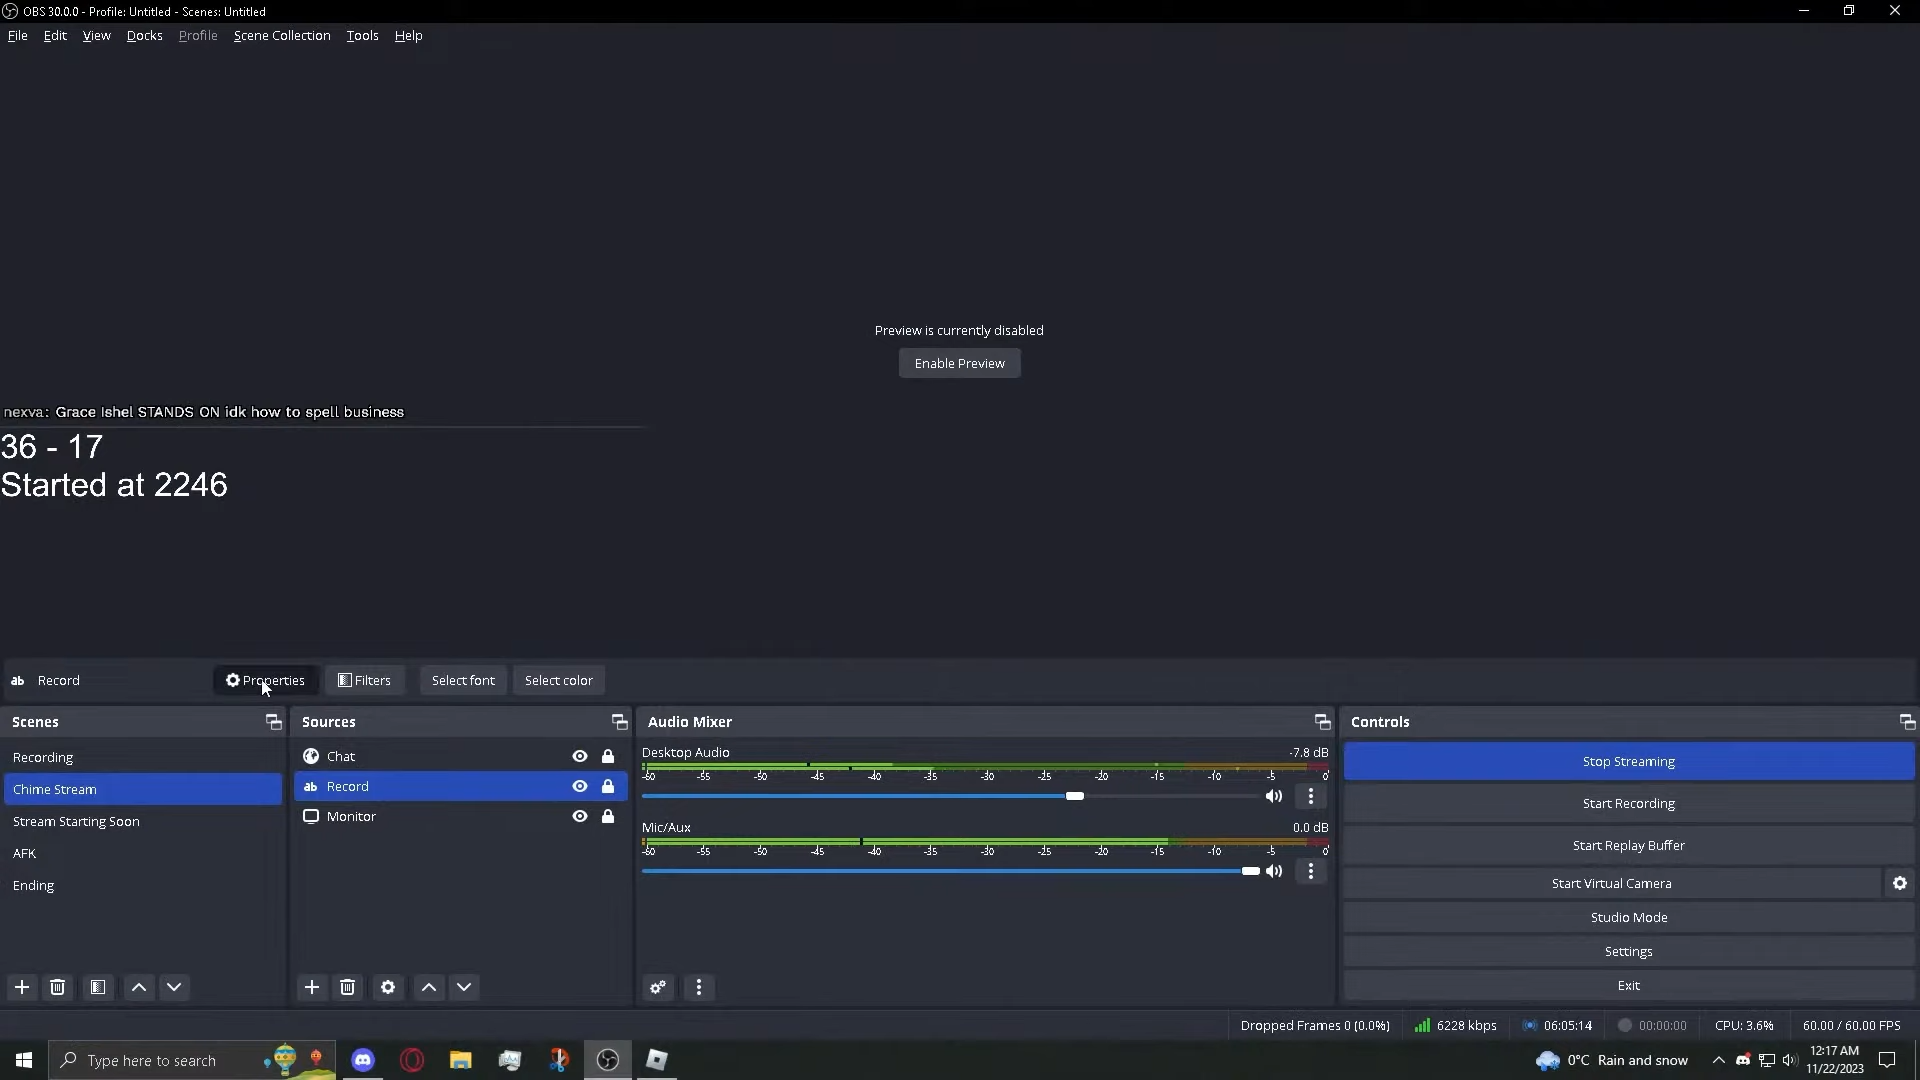 OBS 30.0.0 - Profile: Untitled - Scenes: Untitled
File Edit View Docks Profile Scene Collection Tools Help
Preview is currently disabled
Enable Preview
nexva: Grace Ishel STANDS ON idk how to spell business
36 - 17
Started at 2246
ab Record Properties Filters Select font Select color
Scenes
Recording
Chime Stream
Stream Starting Soon
AFK
Ending
Sources
Chat
ab Record
Monitor
Audio Mixer
Desktop Audio -7.8 dB
-60 -55 -50 -45 -40 -35 -30 -25 -20 -15 -10 -5 0
Mic/Aux 0.0 dB
-60 -55 -50 -45 -40 -35 -30 -25 -20 -15 -10 -5 0
Controls
Stop Streaming
Start Recording
Start Replay Buffer
Start Virtual Camera
Studio Mode
Settings
Exit
Dropped Frames 0 (0.0%) 6228 kbps 06:05:14 00:00:00 CPU: 3.6% 60.00 / 60.00 FPS
Type here to search
0°C Rain and snow
12:17 AM
11/22/2023